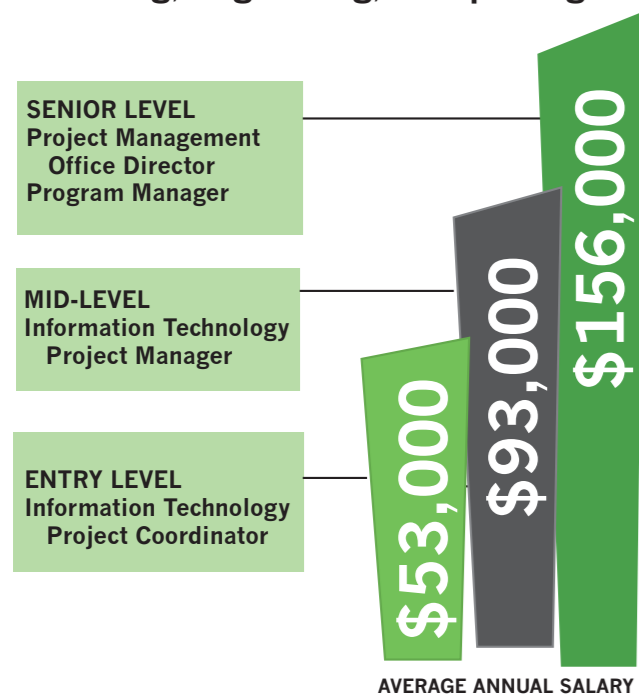 SENIOR LEVEL
Project Management
Office Director
Program Manager
$156,000
MID-LEVEL
Information Technology
Project Manager
$93,000
ENTRY LEVEL
Information Technology
Project Coordinator
$53,000
AVERAGE ANNUAL SALARY